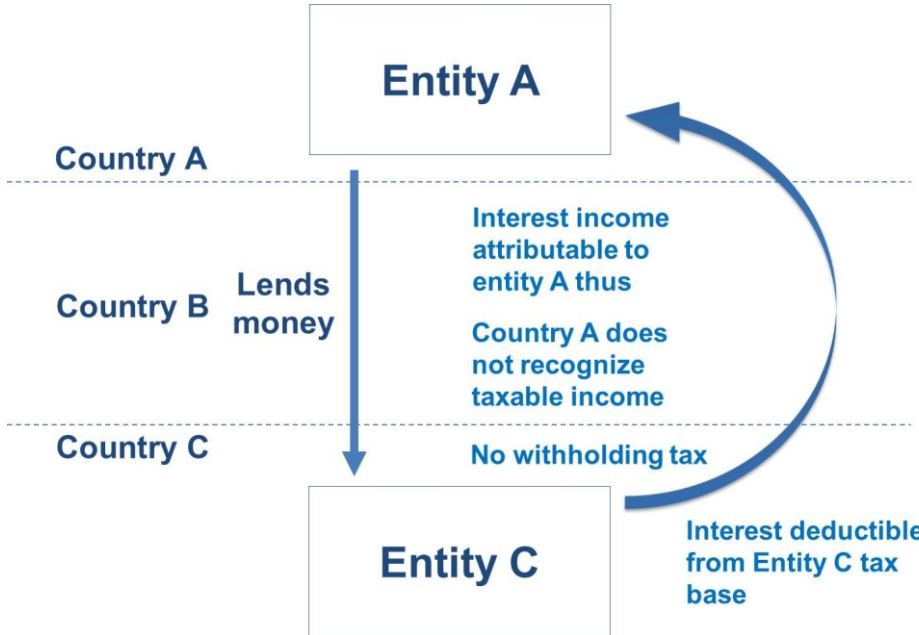 Entity A
Country A
Interest income
attributable to
entity A thus
Lends
money
Country B
Country A does
not recognize
taxable income
Country C
No withholding tax
Interest deductible
from Entity C tax
base
Entity C